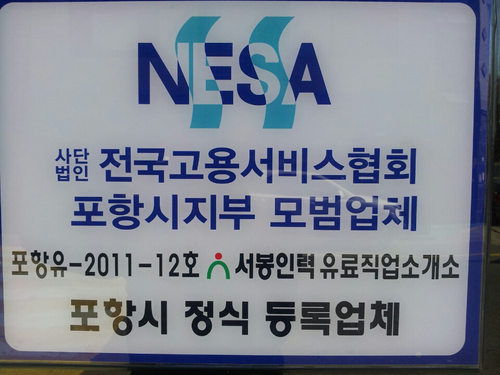 NESA
사단법인 전국고용서비스협회
포항시지부 모범업체
포항유-2011-12호 서봉인력 유료직업소개소
포항시 정식 등록업체